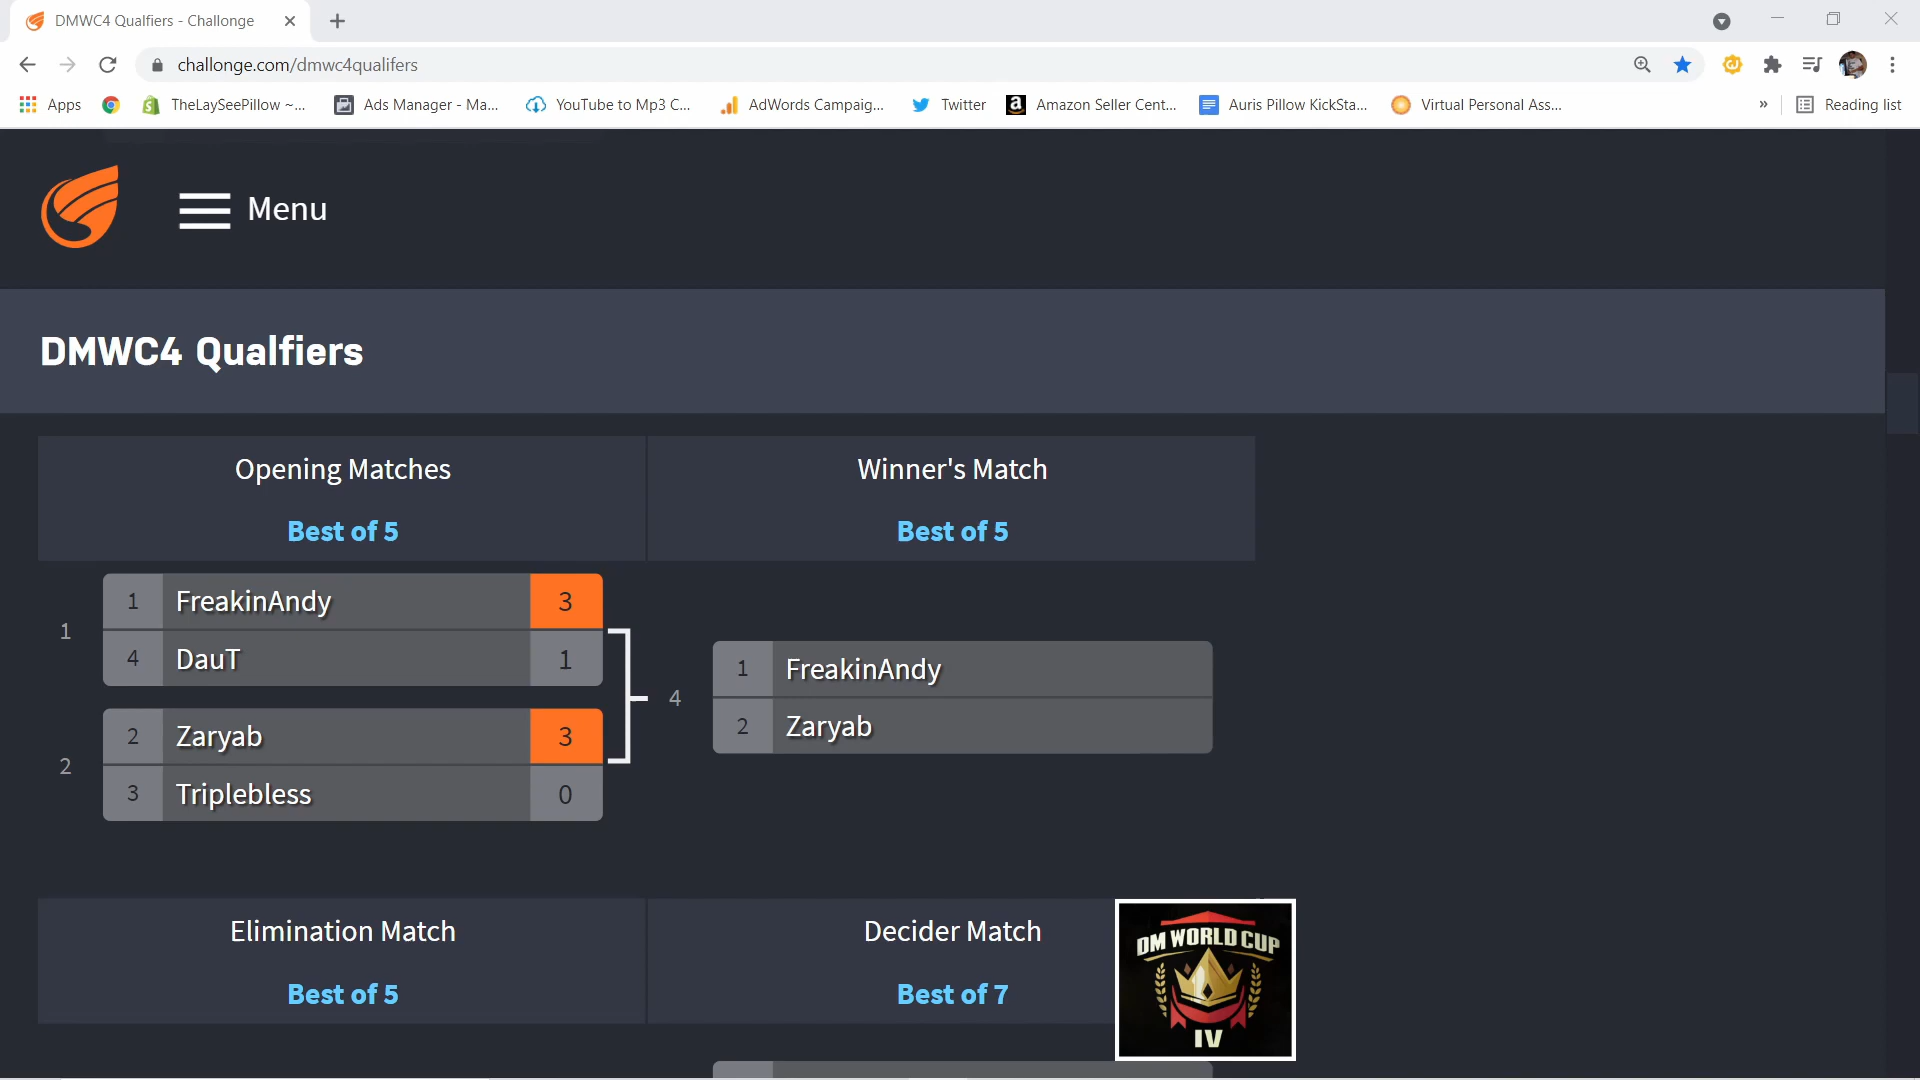 DMWC4 Qualfiers - Challonge
challonge.com/dmwc4qualifers
Apps
TheLaySeePillow ~...
Ads Manager - Ma...
YouTube to Mp3 C...
AdWords Campaig...
Twitter
Amazon Seller Cent...
Auris Pillow KickSta...
Virtual Personal Ass...
»
Reading list
Menu
DMWC4 Qualfiers
Opening Matches
Best of 5
Winner's Match
Best of 5
1
1 FreakinAndy 3
4 DauT 1
2
2 Zaryab 3
3 Triplebless 0
4
1 FreakinAndy
2 Zaryab
Elimination Match
Best of 5
Decider Match
Best of 7
DM WORLD CUP
IV